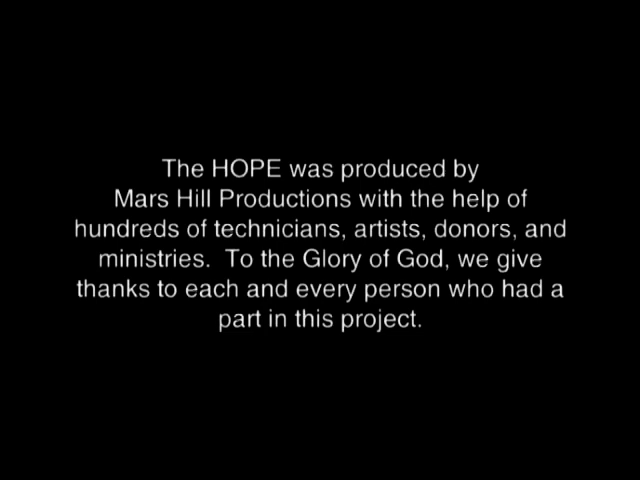 The HOPE was produced by
Mars Hill Productions with the help of
hundreds of technicians, artists, donors, and
ministries.  To the Glory of God, we give
thanks to each and every person who had a
part in this project.